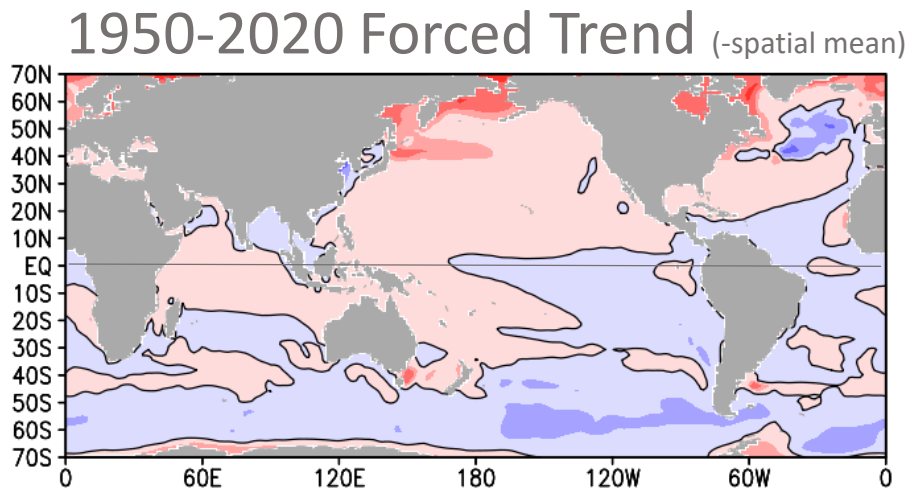 1950-2020 Forced Trend (-spatial mean)
70N
60N
50N
40N
30N
20N
10N
EQ
10S
20S
30S
40S
50S
60S
70S
0 60E 120E 180 120W 60W 0